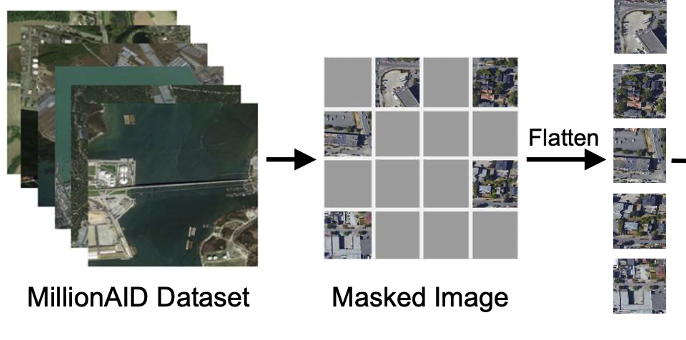 Flatten
MillionAID Dataset
Masked Image